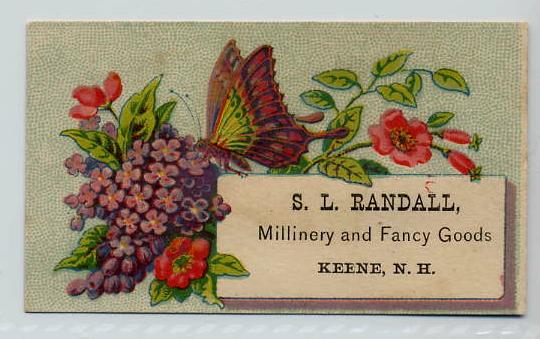 S. L. RANDALL,
Millinery and Fancy Goods
KEENE, N. H.